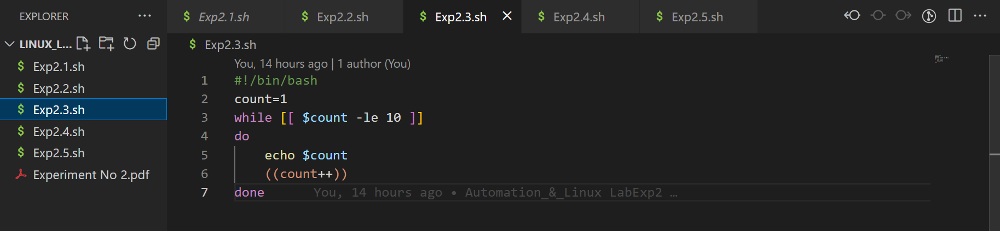 EXPLORER ...
LINUX_L...
$ Exp2.1.sh
$ Exp2.2.sh
$ Exp2.3.sh
$ Exp2.4.sh
$ Exp2.5.sh
Experiment No 2.pdf
$ Exp2.1.sh $ Exp2.2.sh $ Exp2.3.sh $ Exp2.4.sh $ Exp2.5.sh
$ Exp2.3.sh
You, 14 hours ago | 1 author (You)
1 #!/bin/bash
2 count=1
3 while [[ $count -le 10 ]]
4 do
5     echo $count
6     ((count++))
7 done You, 14 hours ago • Automation_&_Linux LabExp2 …